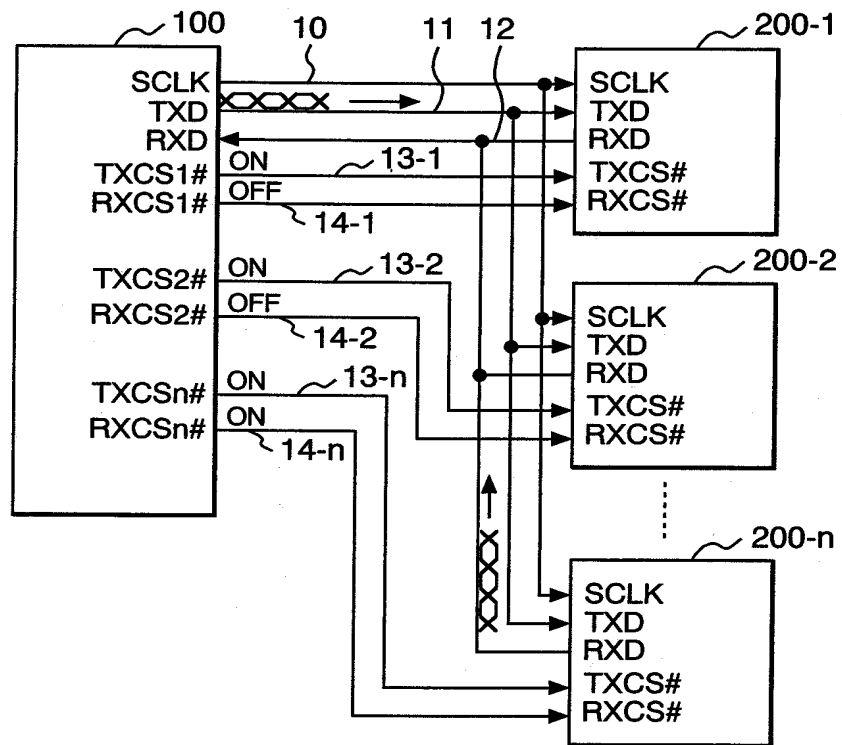 100
10
11
12
200-1
SCLK
TXD
RXD
TXCS1# ON 13-1
RXCS1# OFF 14-1
TXCS2# ON 13-2
RXCS2# OFF 14-2
TXCSn# ON 13-n
RXCSn# ON 14-n
SCLK
TXD
RXD
TXCS#
RXCS#
200-2
SCLK
TXD
RXD
TXCS#
RXCS#
200-n
SCLK
TXD
RXD
TXCS#
RXCS#